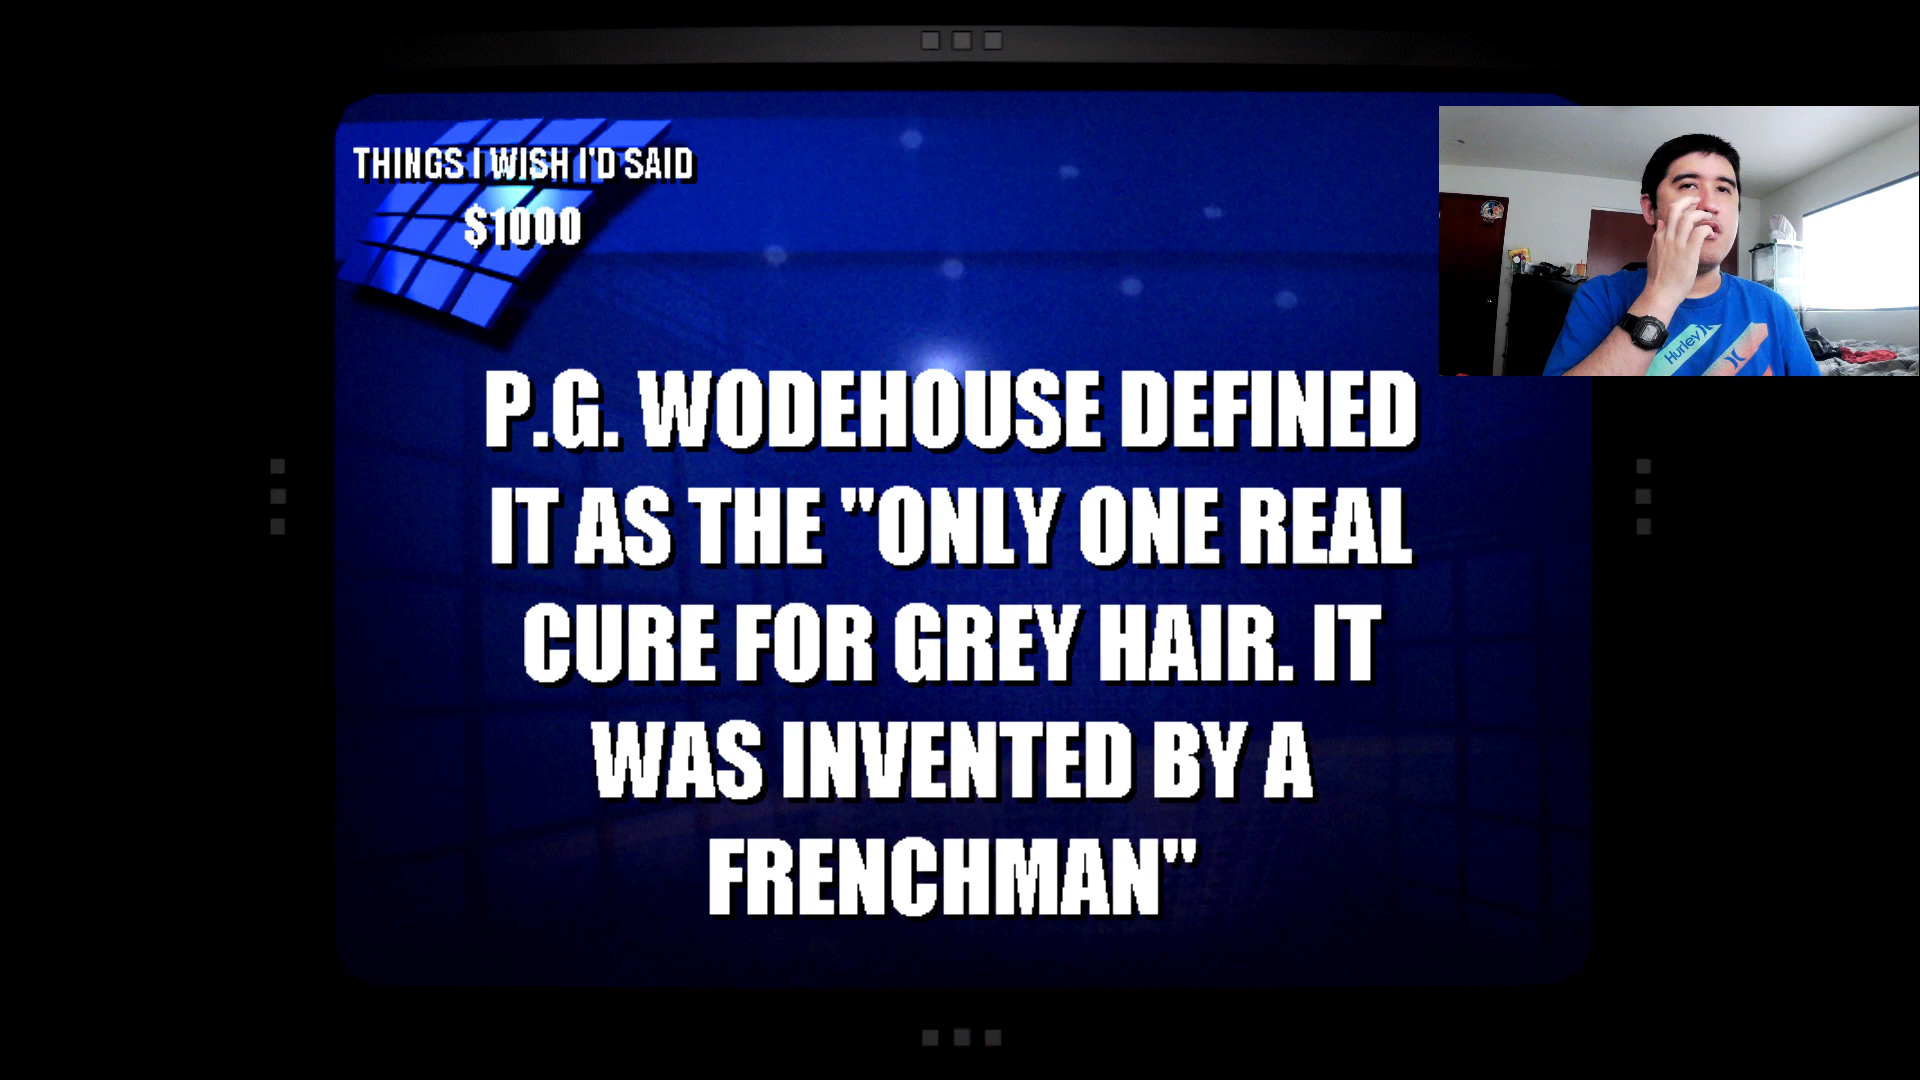 THINGS I WISH I'D SAID
$1000
P.G. WODEHOUSE DEFINED
IT AS THE "ONLY ONE REAL
CURE FOR GREY HAIR. IT
WAS INVENTED BY A
FRENCHMAN"
Hurley